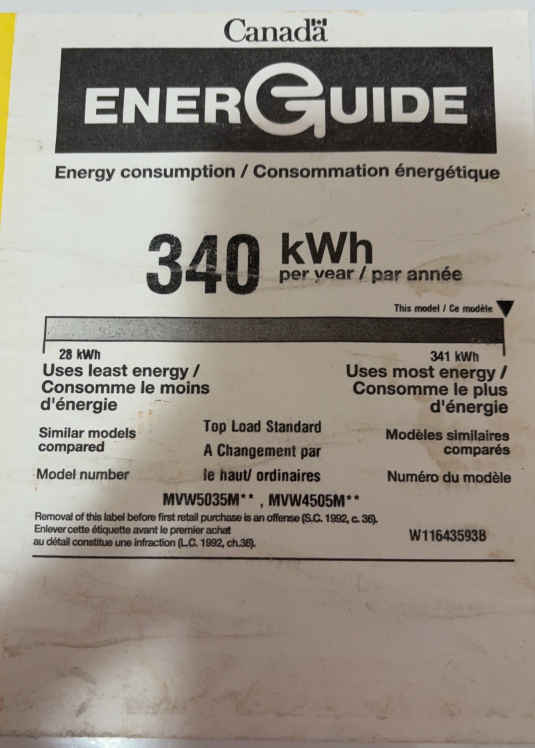 Canada
ENERGUIDE
Energy consumption / Consommation énergétique
340 kWh
per year / par année
This model / Ce modèle
28 kWh
341 kWh
Uses least energy /
Consomme le moins
d'énergie
Uses most energy /
Consomme le plus
d'énergie
Similar models
compared
Top Load Standard
A Changement par
le haut/ ordinaires
Modèles similaires
comparés
Model number
Numéro du modèle
MVW5035M** , MVW4505M**
Removal of this label before first retail purchase is an offense (S.C. 1992, c. 36).
Enlever cette étiquette avant le premier achat
au détail constitue une infraction (L.C. 1992, ch.36).
W11643593B